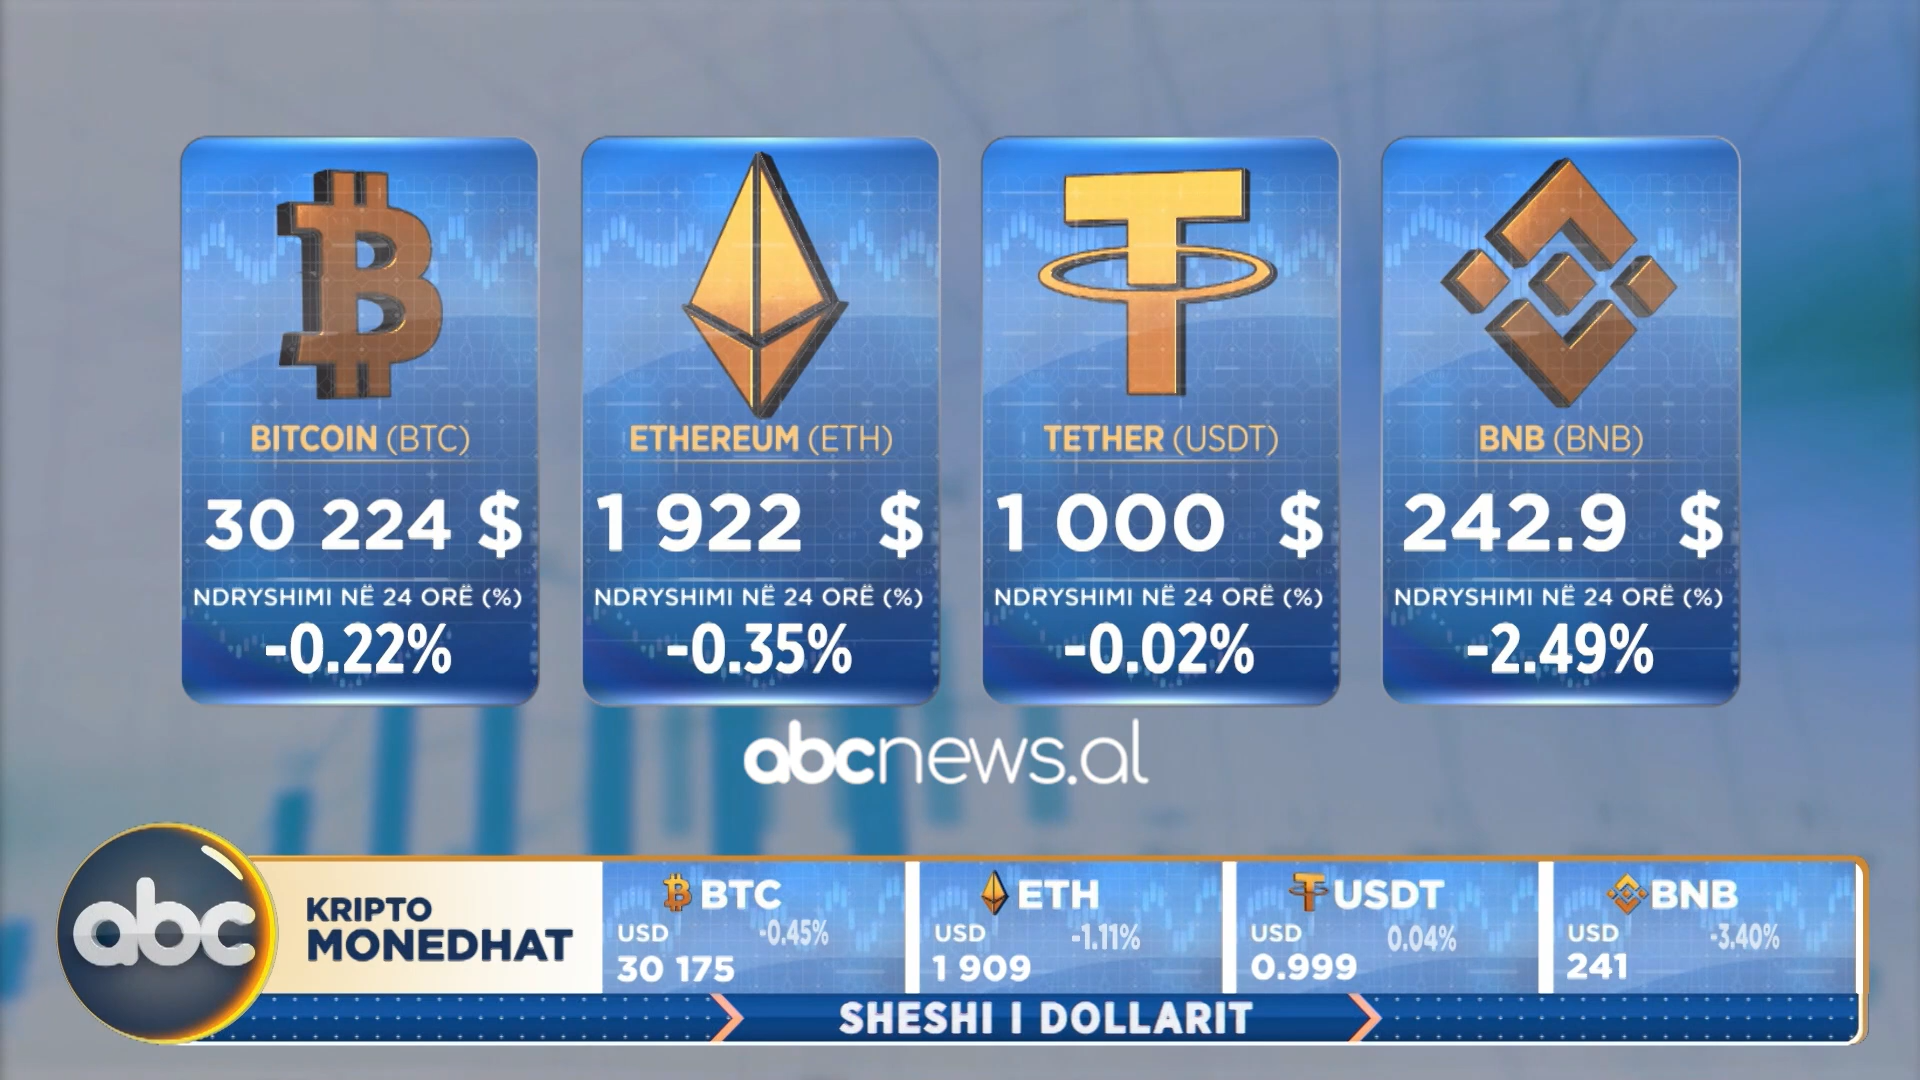 BITCOIN (BTC)
30 224 $
NDRYSHIMI NË 24 ORË (%)
-0.22%
ETHEREUM (ETH)
1 922 $
NDRYSHIMI NË 24 ORË (%)
-0.35%
TETHER (USDT)
1 000 $
NDRYSHIMI NË 24 ORË (%)
-0.02%
BNB (BNB)
242.9 $
NDRYSHIMI NË 24 ORË (%)
-2.49%
abcnews.al
abc
KRIPTO
MONEDHAT
BTC
USD -0.45%
30 175
ETH
USD -1.11%
1 909
USDT
USD 0.04%
0.999
BNB
USD -3.40%
241
SHESHI I DOLLARIT